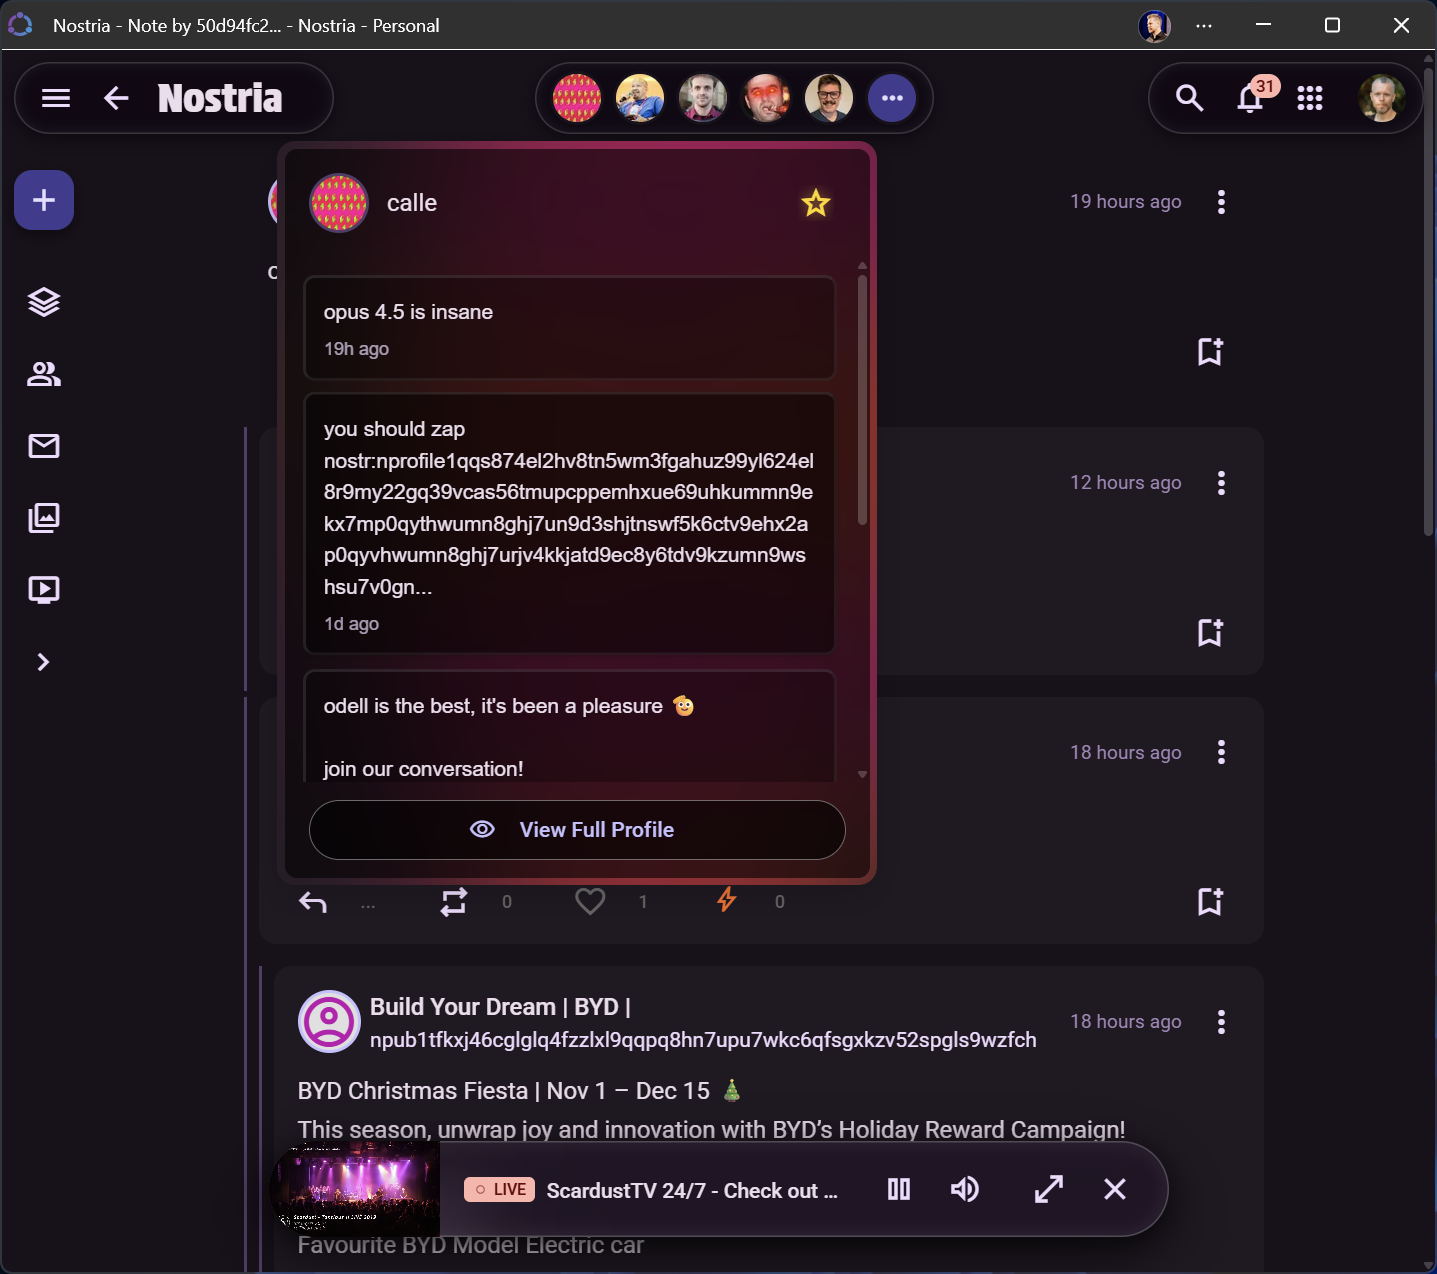 Nostria - Note by 50d94fc2... - Nostria - Personal
Nostria
31
calle
19 hours ago
opus 4.5 is insane
19h ago
you should zap
nostr:nprofile1qqs874el2hv8tn5wm3fgahuz99yl624el
8r9my22gq39vcas56tmupcppemhxue69uhkummn9e
kx7mp0qythwumn8ghj7un9d3shjtnswf5k6ctv9ehx2a
p0qyvhwumn8ghj7urjv4kkjatd9ec8y6tdv9kzumn9ws
hsu7v0gn...
1d ago
12 hours ago
odell is the best, it's been a pleasure 🫡
join our conversation!
18 hours ago
View Full Profile
... 0 1 0
Build Your Dream | BYD |
npub1tfkxj46cglglq4fzzlxl9qqpq8hn7upu7wkc6qfsgxkzv52spgls9wzfch
18 hours ago
BYD Christmas Fiesta | Nov 1 – Dec 15 🎄
This season, unwrap joy and innovation with BYD’s Holiday Reward Campaign!
LIVE
ScardustTV 24/7 - Check out ...
Favourite BYD Model Electric car